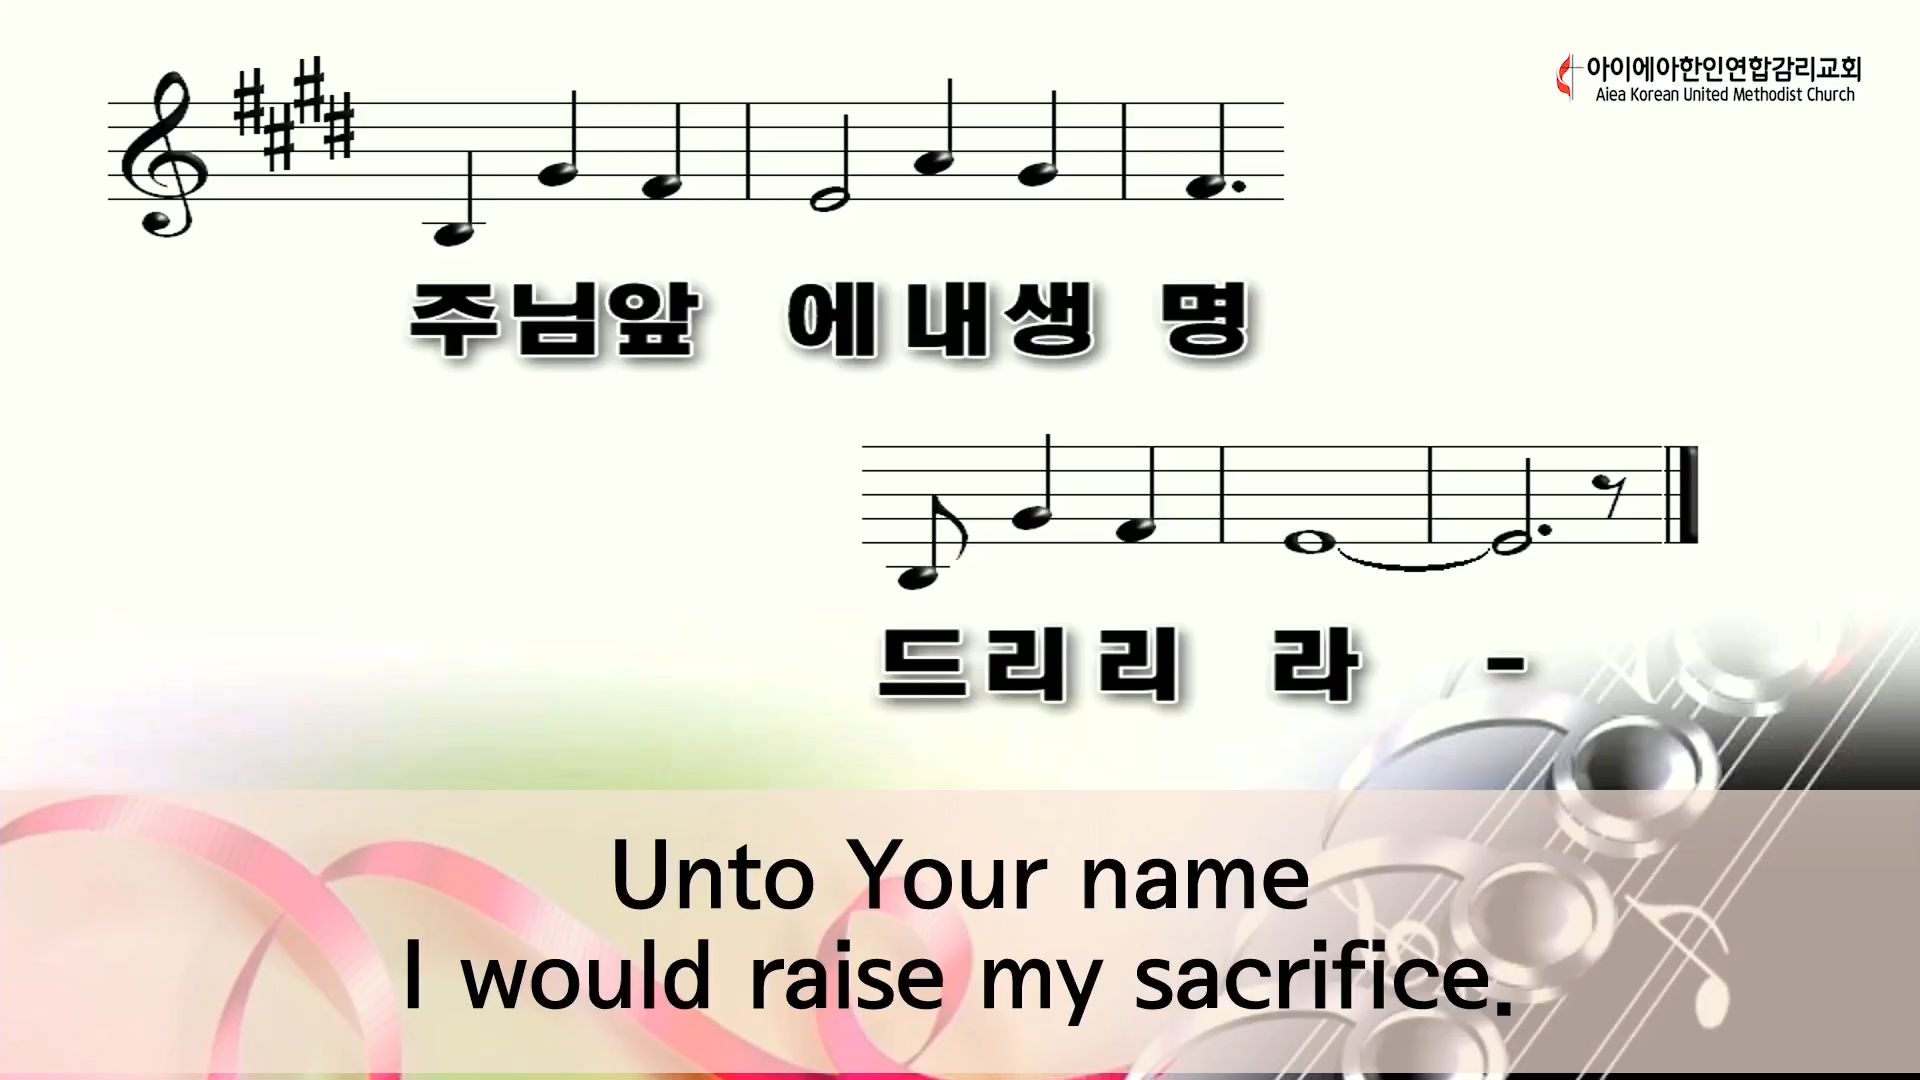 아이에아한인연합감리교회
Aiea Korean United Methodist Church
주님앞 에내생 명
드리리 라 -
Unto Your name
I would raise my sacrifice.